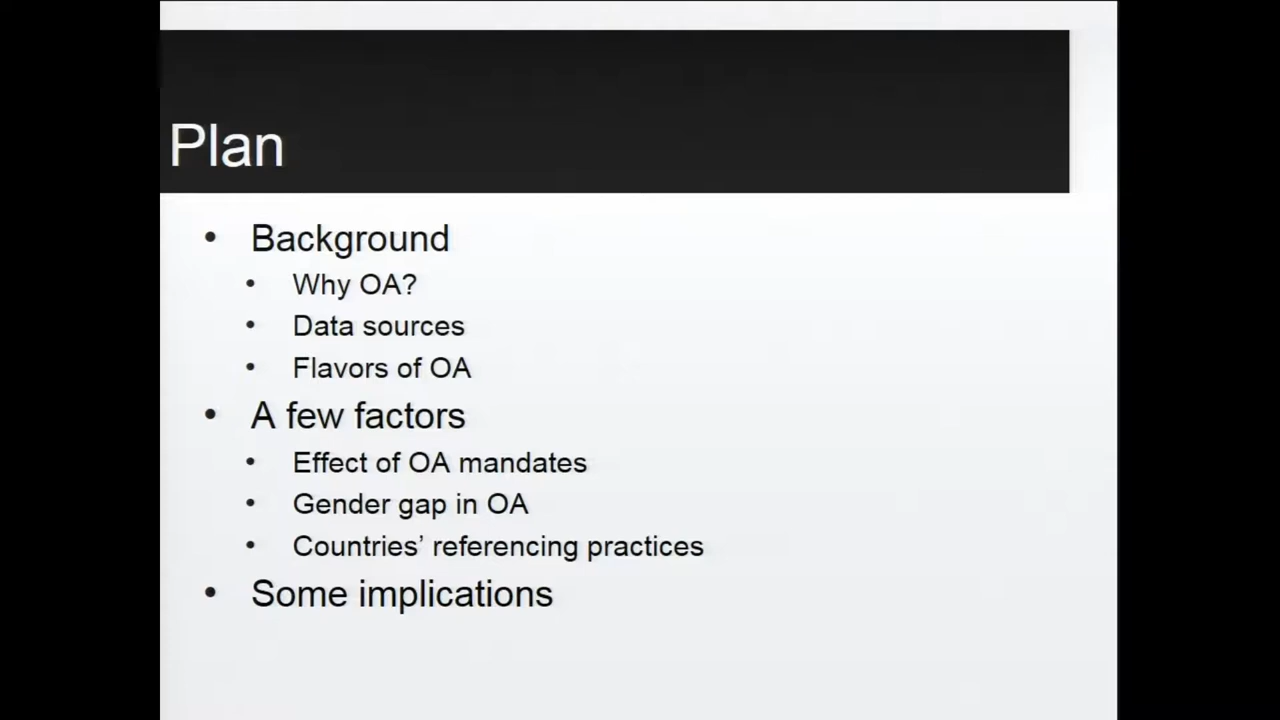 Plan
• Background
• Why OA?
• Data sources
• Flavors of OA
• A few factors
• Effect of OA mandates
• Gender gap in OA
• Countries’ referencing practices
• Some implications